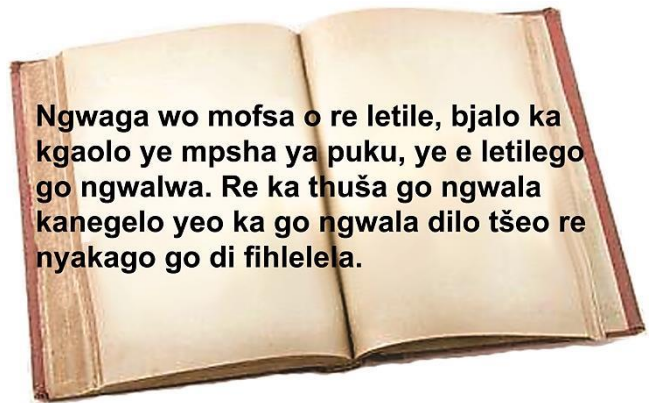 Ngwaga wo mofsa o re letile, bjalo ka
kgaolo ye mpsha ya puku, ye e letilego
go ngwalwa. Re ka thuša go ngwala
kanegelo yeo ka go ngwala dilo tšeo re
nyakago go di fihlelela.